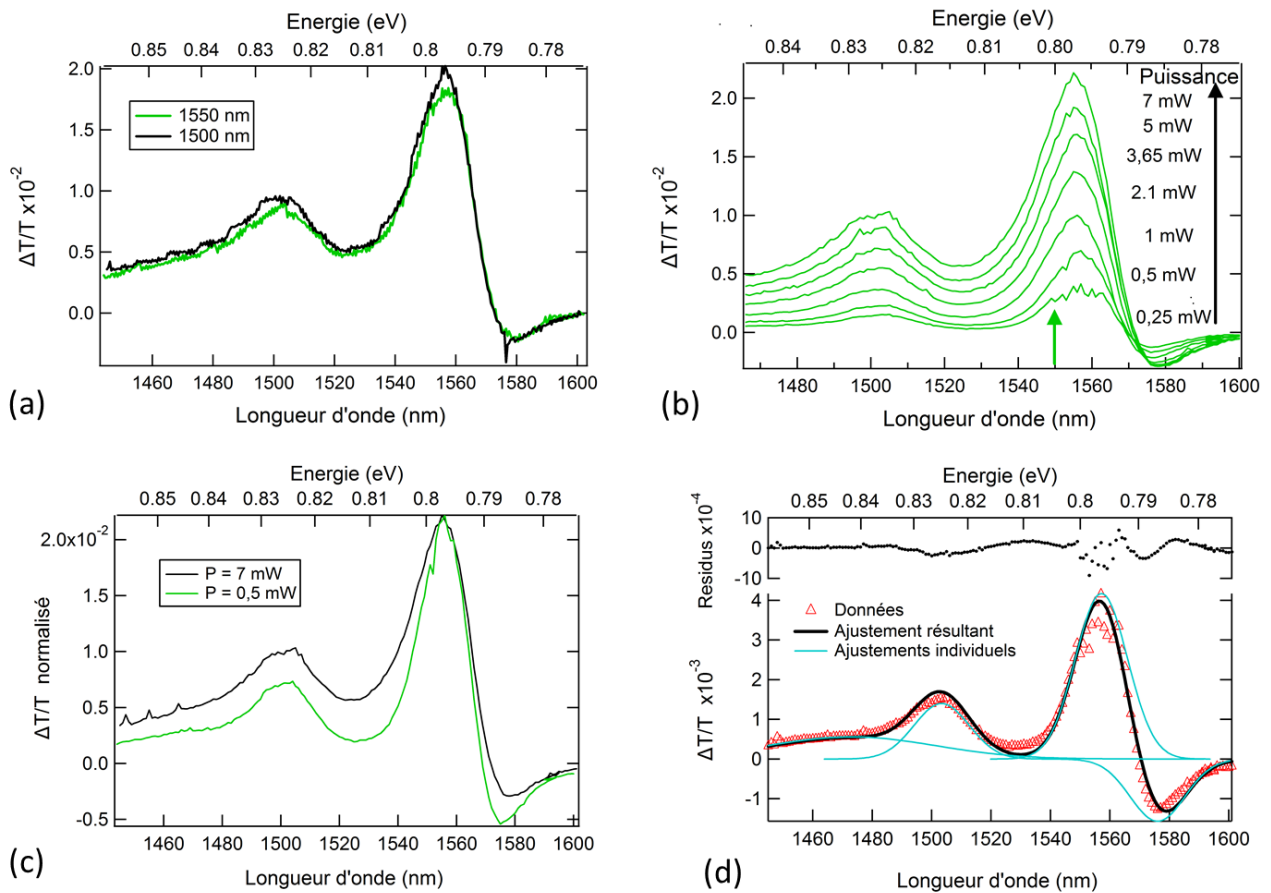 Energie (eV)
0.85 0.84 0.83 0.82 0.81 0.8 0.79 0.78
2.0
1.5
1.0
0.5
0.0
ΔT/T x10⁻²
1550 nm
1500 nm
1460 1480 1500 1520 1540 1560 1580 1600
Longueur d'onde (nm)
(a)
Energie (eV)
0.84 0.83 0.82 0.81 0.80 0.79 0.78
2.0
1.5
1.0
0.5
0.0
ΔT/T x10⁻²
Puissance
7 mW
5 mW
3,65 mW
2.1 mW
1 mW
0,5 mW
0,25 mW
1480 1500 1520 1540 1560 1580 1600
Longueur d'onde (nm)
(b)
Energie (eV)
0.85 0.84 0.83 0.82 0.81 0.8 0.79 0.78
2.0x10⁻²
1.5
1.0
0.5
0.0
-0.5
ΔT/T normalisé
P = 7 mW
P = 0,5 mW
1460 1480 1500 1520 1540 1560 1580 1600
Longueur d'onde (nm)
(c)
Energie (eV)
0.85 0.84 0.83 0.82 0.81 0.8 0.79 0.78
Residus x10⁻⁴
10
0
-10
4
3
2
1
0
-1
ΔT/T x10⁻³
Données
Ajustement résultant
Ajustements individuels
1460 1480 1500 1520 1540 1560 1580 1600
Longueur d'onde (nm)
(d)